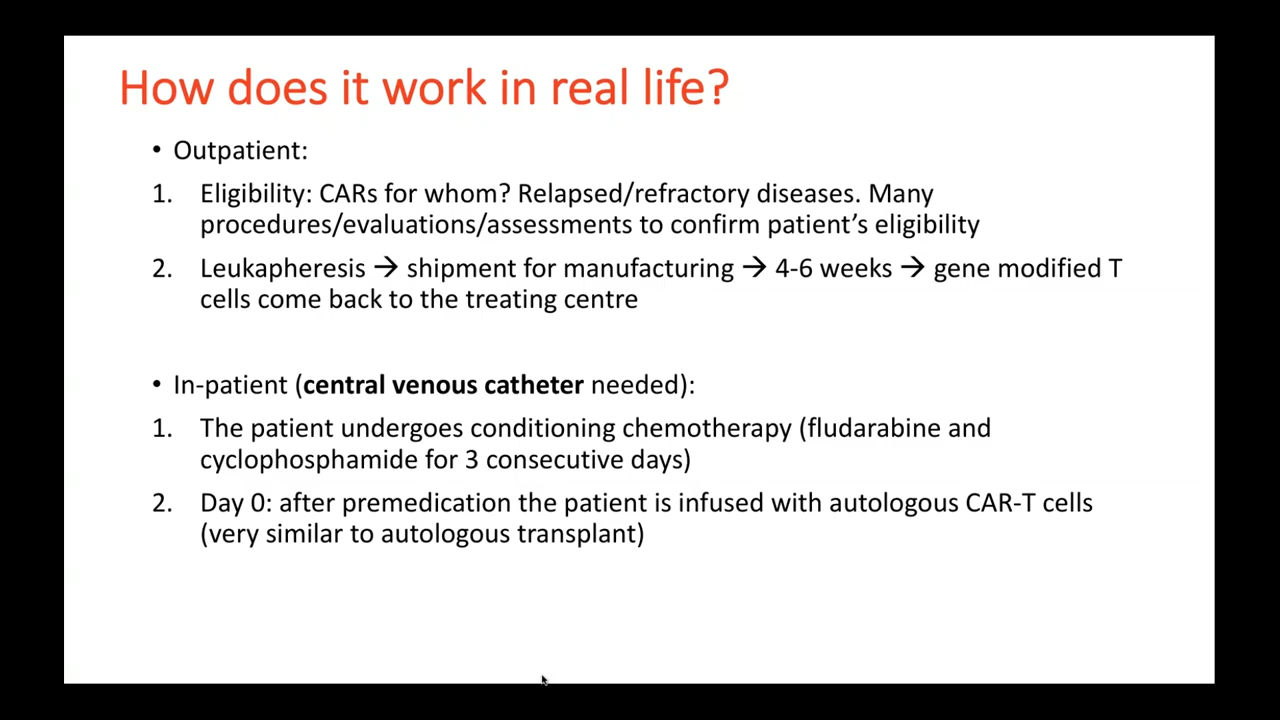 How does it work in real life?
• Outpatient:
1. Eligibility: CARs for whom? Relapsed/refractory diseases. Many
procedures/evaluations/assessments to confirm patient’s eligibility
2. Leukapheresis → shipment for manufacturing → 4-6 weeks → gene modified T
cells come back to the treating centre
• In-patient (central venous catheter needed):
1. The patient undergoes conditioning chemotherapy (fludarabine and
cyclophosphamide for 3 consecutive days)
2. Day 0: after premedication the patient is infused with autologous CAR-T cells
(very similar to autologous transplant)